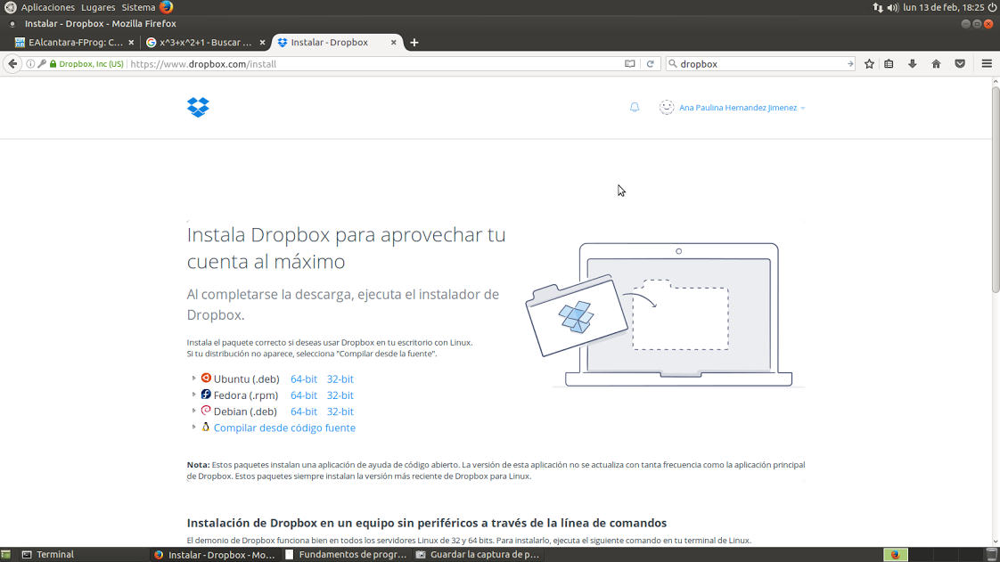 Aplicaciones Lugares Sistema lun 13 de feb, 18:25
Instalar - Dropbox - Mozilla Firefox
EAlcantara-FProg: C... x^3+x^2+1 - Buscar ... Instalar - Dropbox
Dropbox, Inc (US) https://www.dropbox.com/install dropbox
Ana Paulina Hernandez Jimenez
Instala Dropbox para aprovechar tu
cuenta al máximo
Al completarse la descarga, ejecuta el instalador de
Dropbox.
Instala el paquete correcto si deseas usar Dropbox en tu escritorio con Linux.
Si tu distribución no aparece, selecciona "Compilar desde la fuente".
Ubuntu (.deb) 64-bit 32-bit
Fedora (.rpm) 64-bit 32-bit
Debian (.deb) 64-bit 32-bit
Compilar desde código fuente
Nota: Estos paquetes instalan una aplicación de ayuda de código abierto. La versión de esta aplicación no se actualiza con tanta frecuencia como la aplicación principal
de Dropbox. Estos paquetes siempre instalan la versión más reciente de Dropbox para Linux.
Instalación de Dropbox en un equipo sin periféricos a través de la línea de comandos
El demonio de Dropbox funciona bien en todos los servidores Linux de 32 y 64 bits. Para instalarlo, ejecuta el siguiente comando en tu terminal de Linux.
Terminal Instalar - Dropbox - Mo... Fundamentos de progr... Guardar la captura de p...